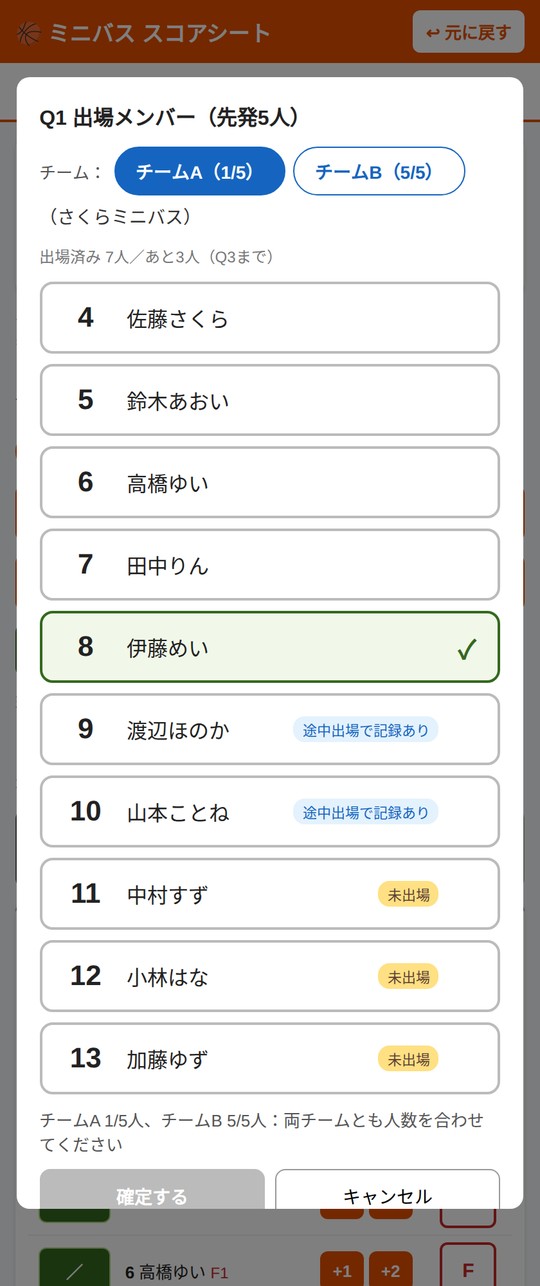 🏀 ミニバス スコアシート
↩ 元に戻す
Q1 出場メンバー（先発5人）
チーム：
チームA（1/5）
チームB（5/5）
（さくらミニバス）
出場済み 7人／あと3人（Q3まで）
4 佐藤さくら
5 鈴木あおい
6 高橋ゆい
7 田中りん
8 伊藤めい ✓
9 渡辺ほのか 途中出場で記録あり
10 山本ことね 途中出場で記録あり
11 中村すず 未出場
12 小林はな 未出場
13 加藤ゆず 未出場
チームA 1/5人、チームB 5/5人：両チームとも人数を合わせ
てください
確定する
キャンセル
／ 6 高橋ゆい F1 +1 +2 F